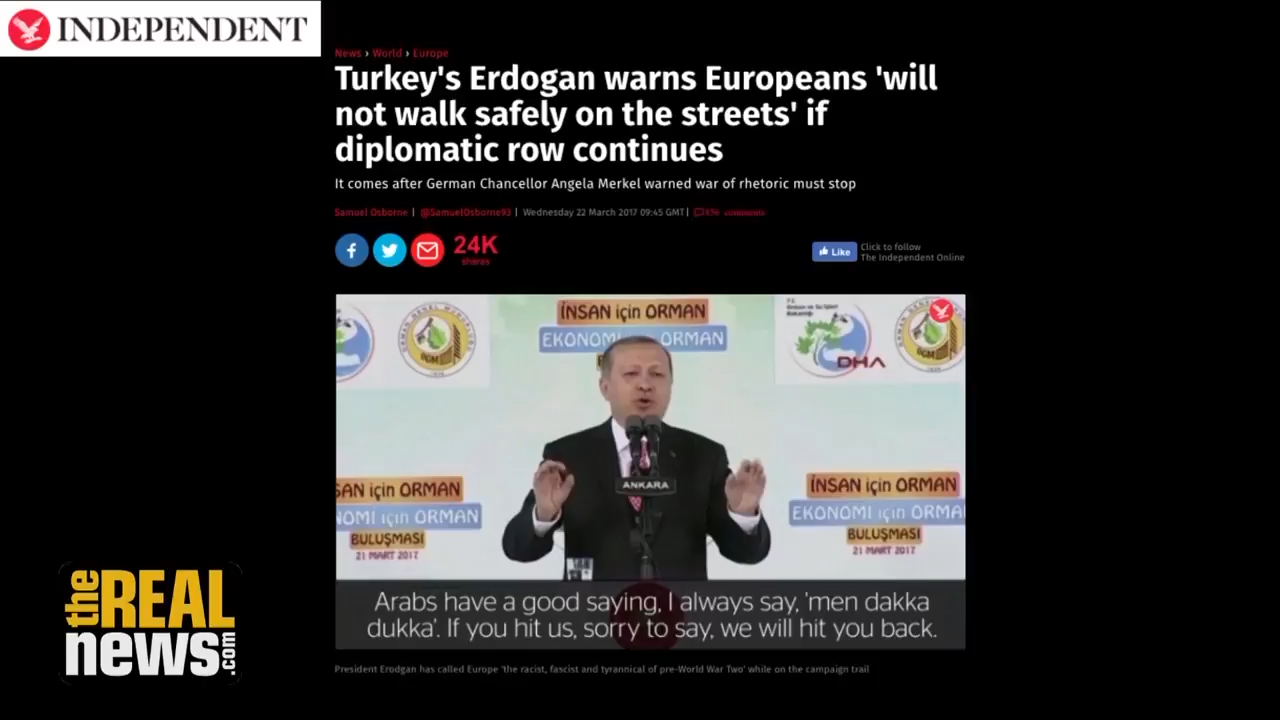 INDEPENDENT
News › World › Europe
Turkey's Erdogan warns Europeans 'will
not walk safely on the streets' if
diplomatic row continues
It comes after German Chancellor Angela Merkel warned war of rhetoric must stop
Samuel Osborne | @SamuelOsborne93 | Wednesday 22 March 2017 09:45 GMT | comments
24K
shares
Like
Click to follow
The Independent Online
İNSAN için ORMAN
EKONOMİ için ORMAN
DHA
ANKARA
SAN için ORMAN
NOMİ için ORMAN
BULUŞMASI
21 MART 2017
İNSAN için ORMAN
EKONOMİ için ORMA
BULUŞMASI
21 MART 2017
Arabs have a good saying, I always say, 'men dakka
dukka'. If you hit us, sorry to say, we will hit you back.
President Erodgan has called Europe 'the racist, fascist and tyrannical of pre-World War Two' while on the campaign trail
the REAL
news.com